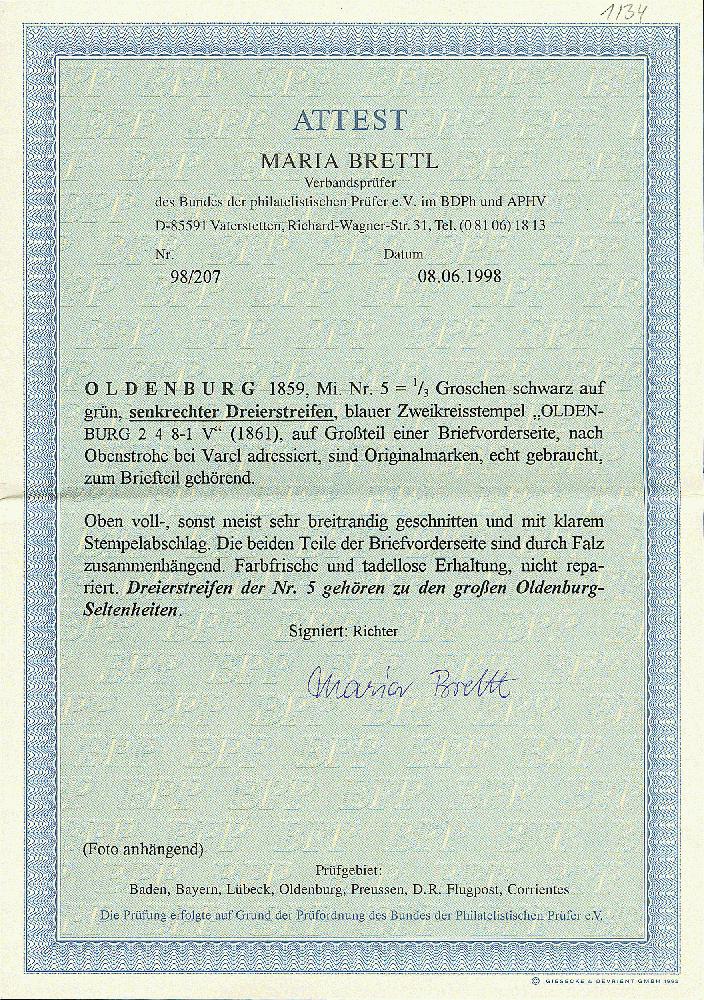 1134
ATTEST
MARIA BRETTL
Verbandsprüfer
des Bundes der philatelistischen Prüfer e.V. im BDPh und APHV
D-85591 Vaterstetten, Richard-Wagner-Str. 31, Tel. (0 81 06) 18 13
Nr. Datum
98/207 08.06.1998
O L D E N B U R G 1859, Mi. Nr. 5 = 1/3 Groschen schwarz auf
grün, senkrechter Dreierstreifen, blauer Zweikreisstempel „OLDEN-
BURG 2 4 8-1 V“ (1861), auf Großteil einer Briefvorderseite, nach
Obenstrohe bei Varel adressiert, sind Originalmarken, echt gebraucht,
zum Briefteil gehörend.
Oben voll-, sonst meist sehr breitrandig geschnitten und mit klarem
Stempelabschlag. Die beiden Teile der Briefvorderseite sind durch Falz
zusammenhängend. Farbfrische und tadellose Erhaltung, nicht repa-
riert. Dreierstreifen der Nr. 5 gehören zu den großen Oldenburg-
Seltenheiten.
Signiert: Richter
Maria Brettl
(Foto anhängend)
Prüfgebiet:
Baden, Bayern, Lübeck, Oldenburg, Preussen, D.R. Flugpost, Corrientes
Die Prüfung erfolgte auf Grund der Prüfordnung des Bundes der Philatelistischen Prüfer e.V.
© GIESECKE & DEVRIENT GMBH 1993